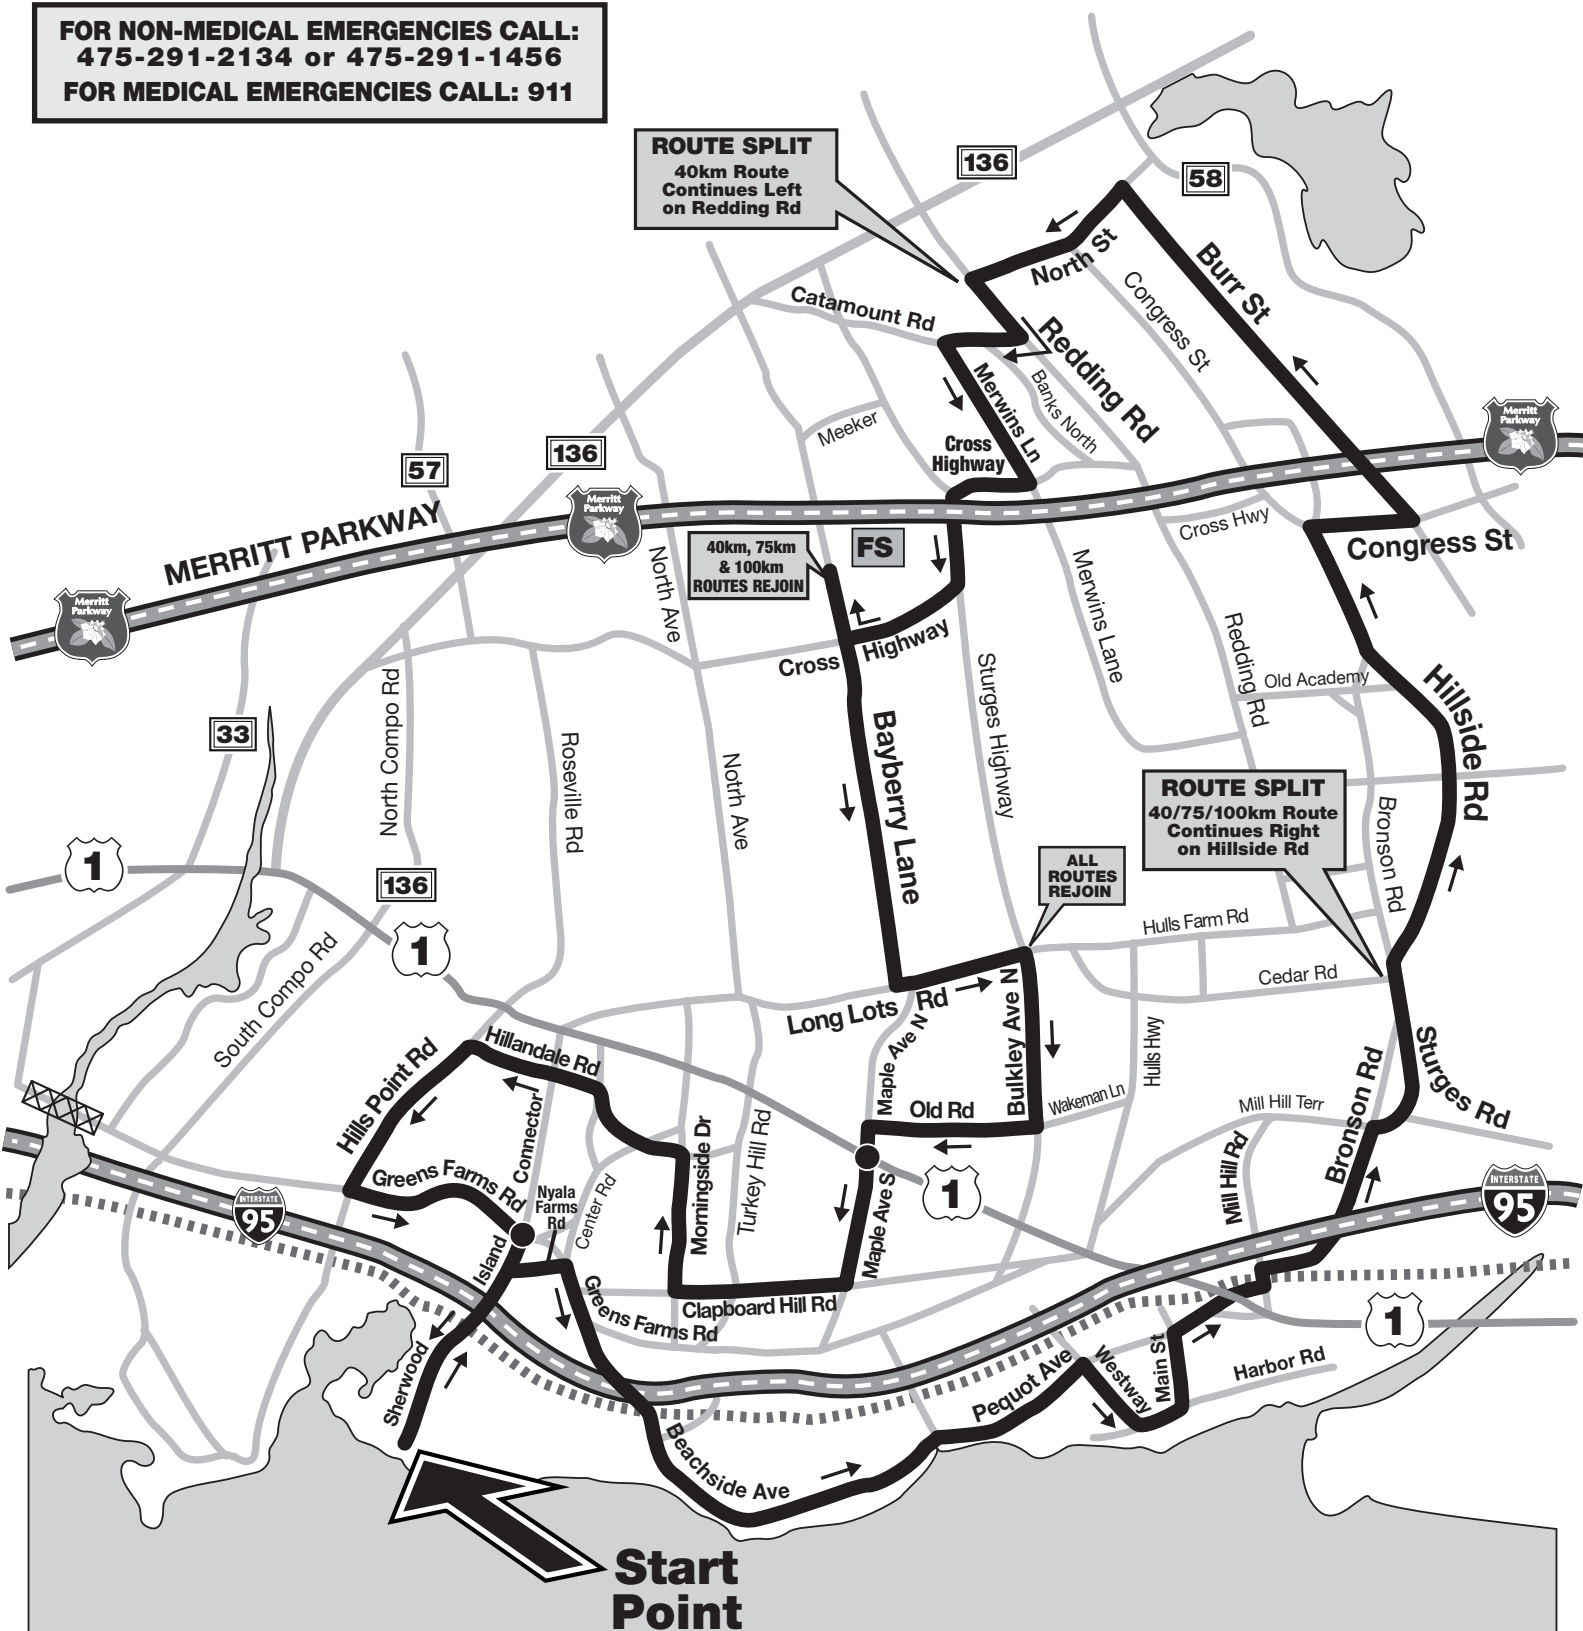 FOR NON-MEDICAL EMERGENCIES CALL:
475-291-2134 or 475-291-1456
FOR MEDICAL EMERGENCIES CALL: 911
ROUTE SPLIT
40km Route
Continues Left
on Redding Rd
136
58
North St
Burr St
Congress St
Catamount Rd
Redding Rd
Banks North
Merwins Ln
Meeker
Cross
Highway
Merritt
Parkway
57
136
Merritt
Parkway
MERRITT PARKWAY
Merritt
Parkway
40km, 75km
& 100km
ROUTES REJOIN
FS
Cross Hwy
Congress St
North Ave
Cross Highway
Merwins Lane
Redding Rd
Old Academy
Hillside Rd
Sturges Highway
33
North Compo Rd
Roseville Rd
Notrh Ave
Bayberry Lane
ROUTE SPLIT
40/75/100km Route
Continues Right
on Hillside Rd
Bronson Rd
ALL
ROUTES
REJOIN
1
136
1
Hulls Farm Rd
Cedar Rd
South Compo Rd
Long Lots Rd
Maple Ave N
Bulkley Ave N
Hulls Hwy
Hillandale Rd
Hills Point Rd
Old Rd
Wakeman Ln
Mill Hill Terr
Sturges Rd
Bronson Rd
Mill Hill Rd
Connector
Morningside Dr
Turkey Hill Rd
Greens Farms Rd
Nyala
Farms
Rd
Center Rd
Maple Ave S
1
INTERSTATE
95
INTERSTATE
95
Island
Sherwood
Greens Farms Rd
Clapboard Hill Rd
1
Pequot Ave
Westway
Main St
Harbor Rd
Beachside Ave
Start
Point